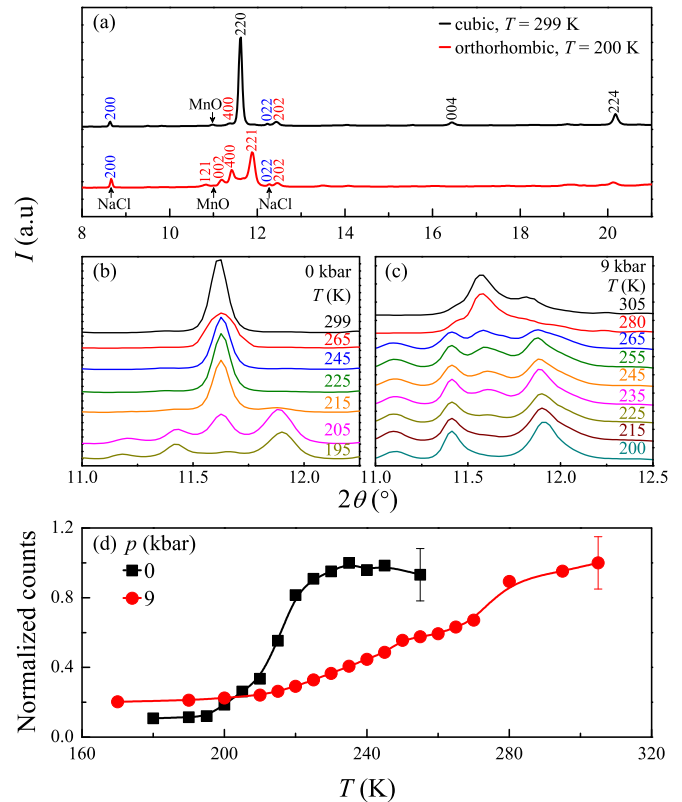 (a)
cubic, T = 299 K
orthorhombic, T = 200 K
220
MnO
200
400
022
202
004
224
200
121
002
400
221
022
202
NaCl
MnO
NaCl
8 10 12 14 16 18 20
I (a.u)
(b) 0 kbar
T (K)
299
265
245
225
215
205
195
11.0 11.5 12.0
(c) 9 kbar
T (K)
305
280
265
255
245
235
225
215
200
11.0 11.5 12.0 12.5
2θ (°)
(d) p (kbar)
0
9
Normalized counts
1.2
0.8
0.4
0.0
160 200 240 280 320
T (K)